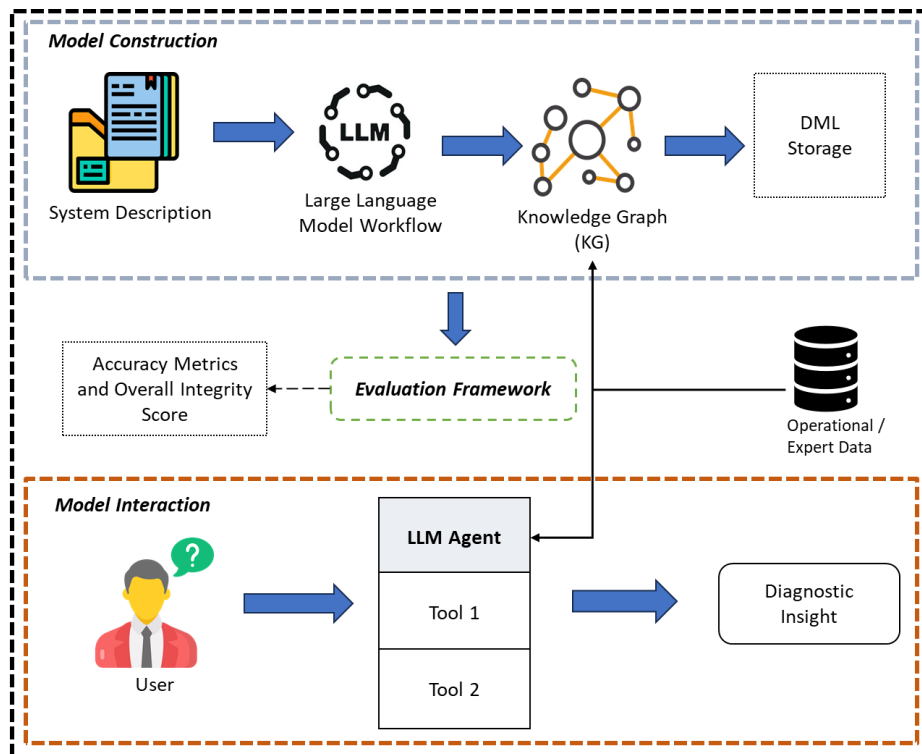 Model Construction
LLM
DML
Storage
System Description
Large Language
Model Workflow
Knowledge Graph
(KG)
Accuracy Metrics
and Overall Integrity
Score
Evaluation Framework
Operational /
Expert Data
Model Interaction
LLM Agent
?
Tool 1
Diagnostic
Insight
Tool 2
User